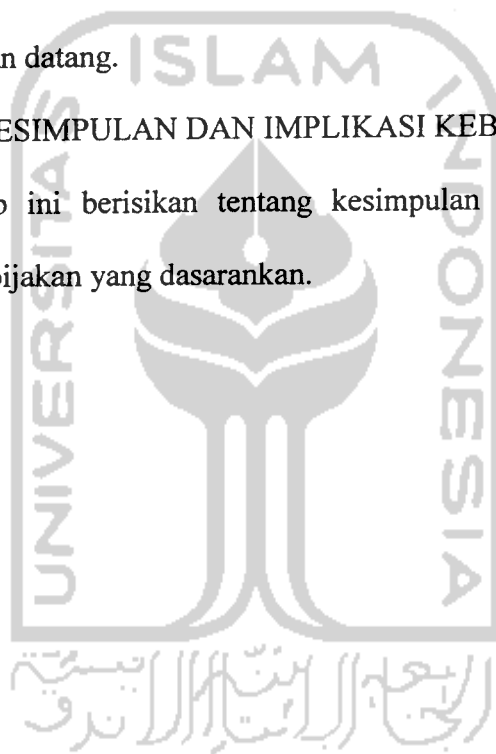 n datang.
ISLAM
ESIMPULAN DAN IMPLIKASI KEB
ini berisikan tentang kesimpulan
bijakan yang dasarankan.
UNIVERSITAS
INDONESIA